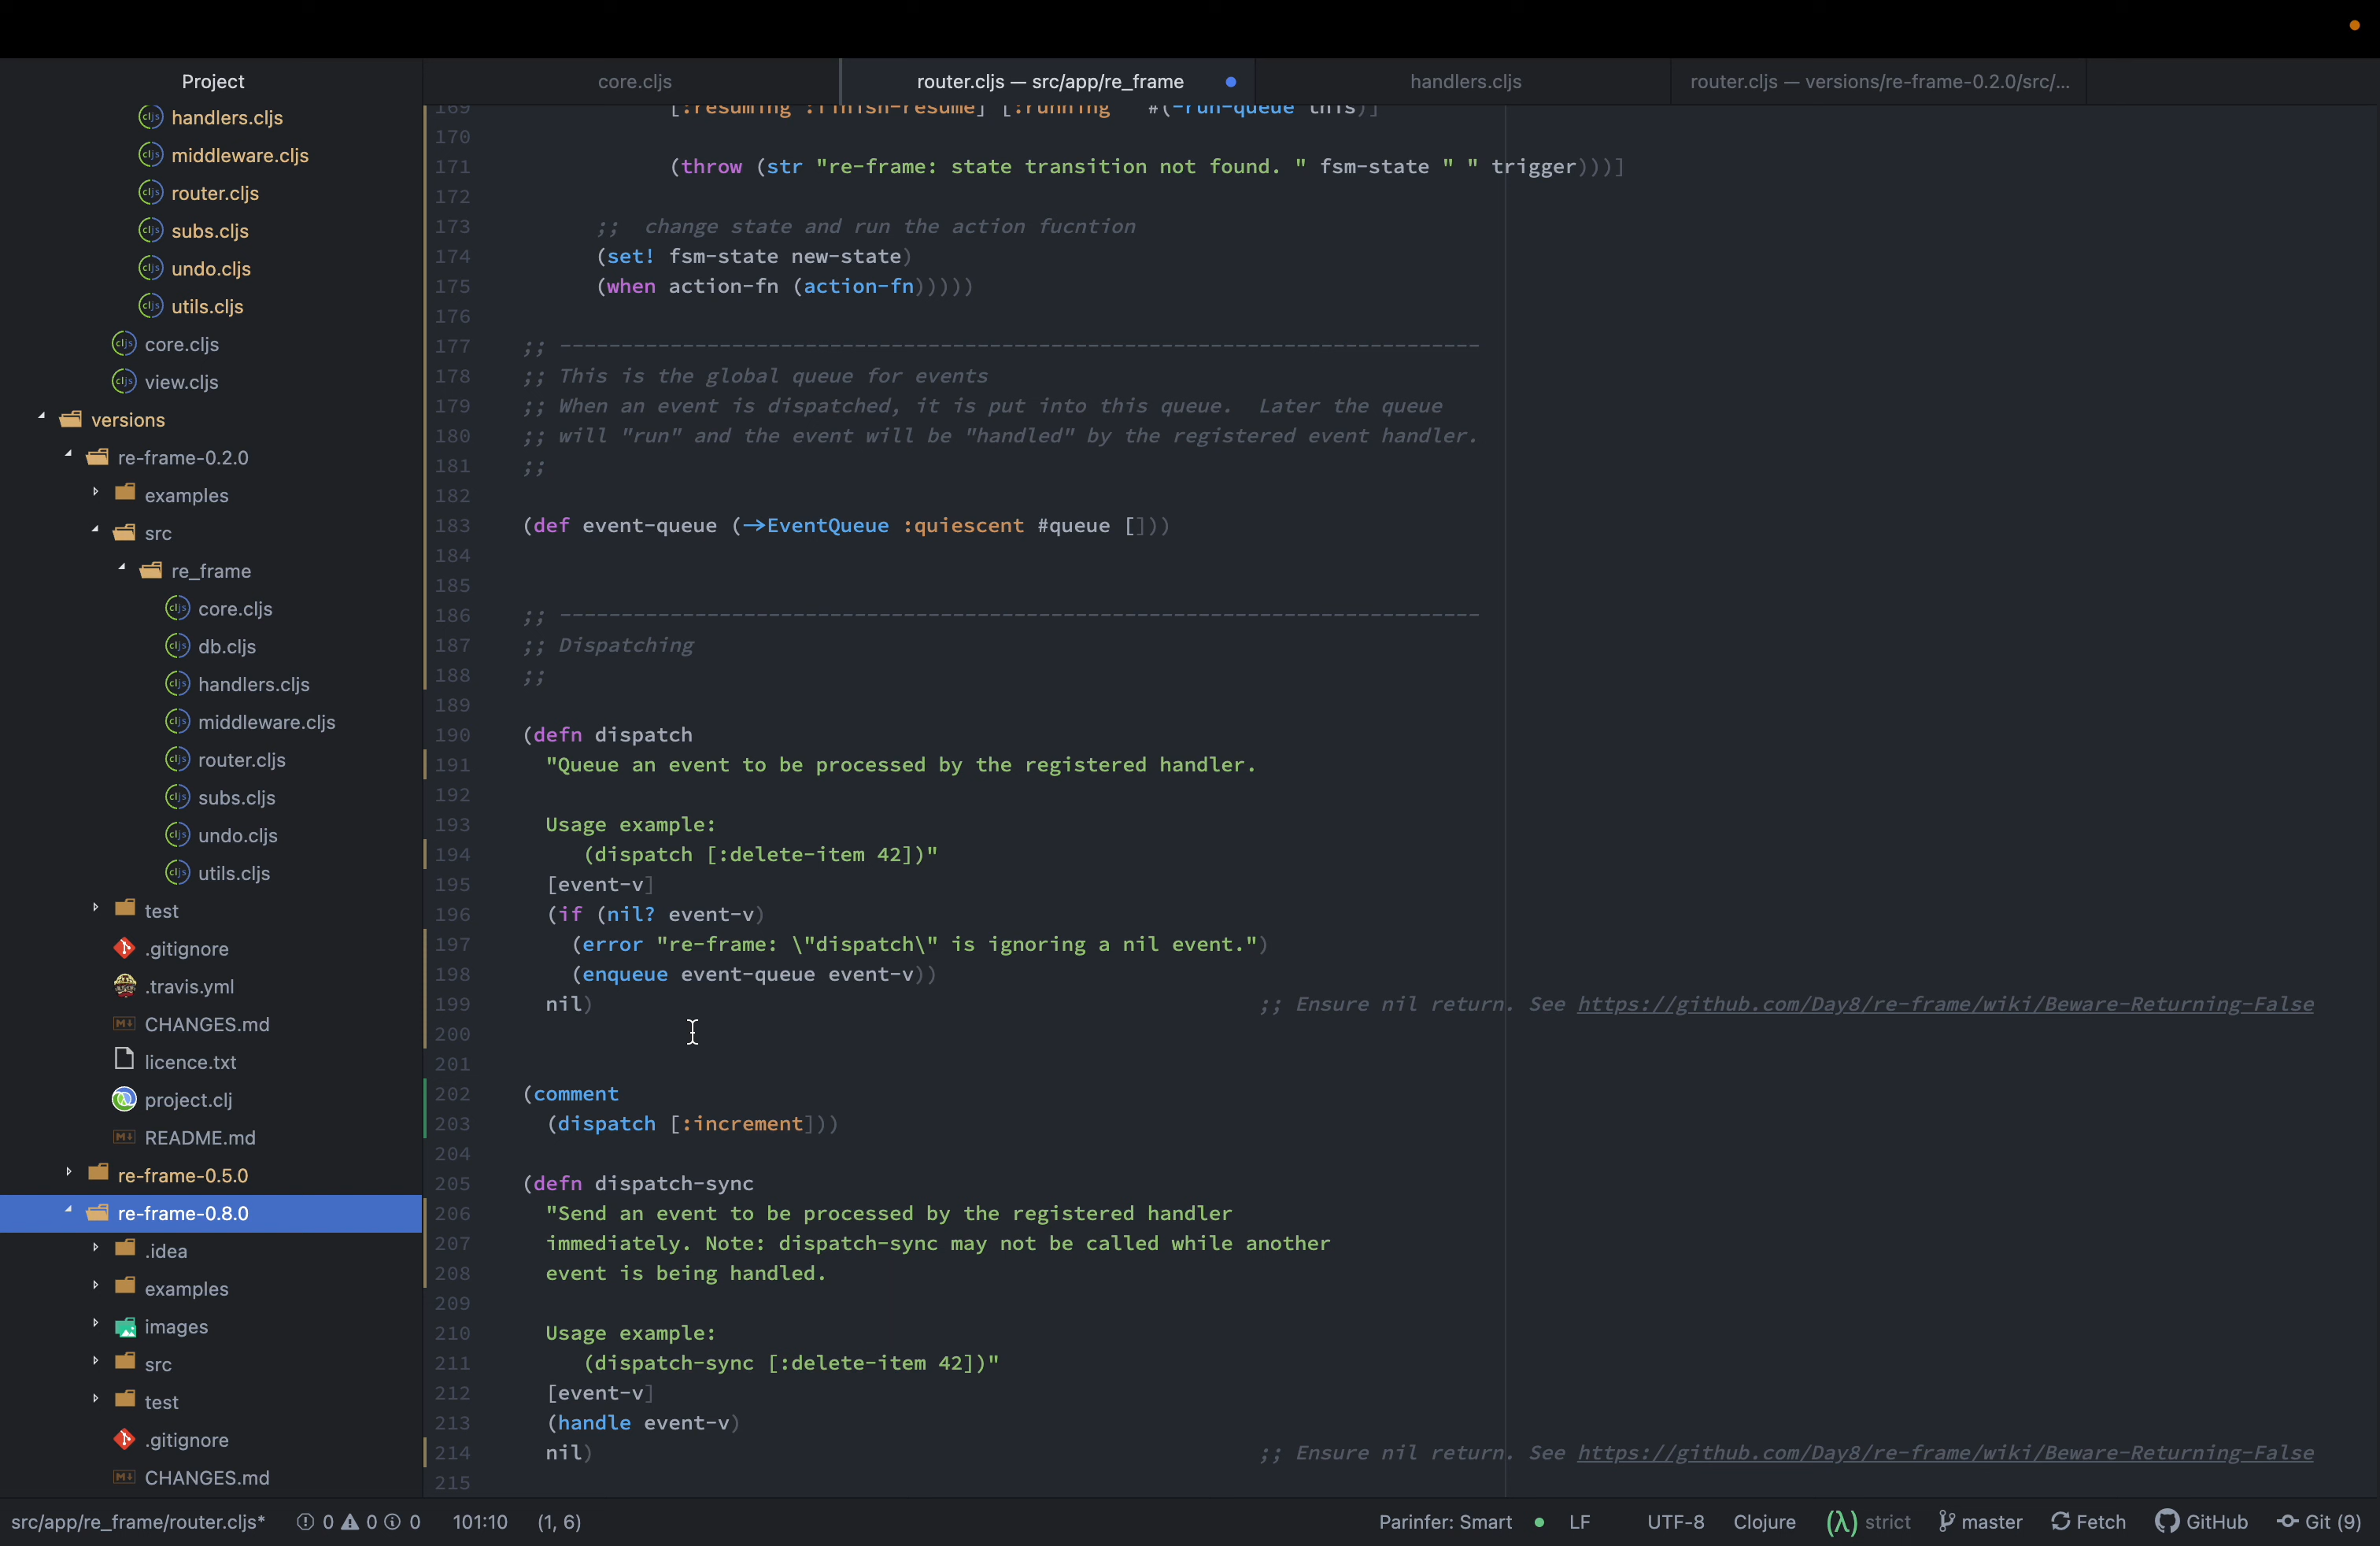 Project
core.cljs
router.cljs — src/app/re_frame
handlers.cljs
router.cljs — versions/re-frame-0.2.0/src/...
handlers.cljs
middleware.cljs
router.cljs
subs.cljs
undo.cljs
utils.cljs
core.cljs
view.cljs
versions
re-frame-0.2.0
examples
src
re_frame
core.cljs
db.cljs
handlers.cljs
middleware.cljs
router.cljs
subs.cljs
undo.cljs
utils.cljs
test
.gitignore
.travis.yml
CHANGES.md
licence.txt
project.clj
README.md
re-frame-0.5.0
re-frame-0.8.0
.idea
examples
images
src
test
.gitignore
CHANGES.md
169 [:resuming :finish-resume] [:running #(-run-queue this)]
170
171 (throw (str "re-frame: state transition not found. " fsm-state " " trigger)))]
172
173 ;; change state and run the action fucntion
174 (set! fsm-state new-state)
175 (when action-fn (action-fn)))))
176
177 ;; ---------------------------------------------------------------------------
178 ;; This is the global queue for events
179 ;; When an event is dispatched, it is put into this queue.  Later the queue
180 ;; will "run" and the event will be "handled" by the registered event handler.
181 ;;
182
183 (def event-queue (->EventQueue :quiescent #queue []))
184
185
186 ;; ---------------------------------------------------------------------------
187 ;; Dispatching
188 ;;
189
190 (defn dispatch
191 "Queue an event to be processed by the registered handler.
192
193 Usage example:
194 (dispatch [:delete-item 42])"
195 [event-v]
196 (if (nil? event-v)
197 (error "re-frame: \"dispatch\" is ignoring a nil event.")
198 (enqueue event-queue event-v))
199 nil) ;; Ensure nil return. See https://github.com/Day8/re-frame/wiki/Beware-Returning-False
200
201
202 (comment
203 (dispatch [:increment]))
204
205 (defn dispatch-sync
206 "Send an event to be processed by the registered handler
207 immediately. Note: dispatch-sync may not be called while another
208 event is being handled.
209
210 Usage example:
211 (dispatch-sync [:delete-item 42])"
212 [event-v]
213 (handle event-v)
214 nil) ;; Ensure nil return. See https://github.com/Day8/re-frame/wiki/Beware-Returning-False
215
src/app/re_frame/router.cljs* 0 0 0 101:10 (1, 6) Parinfer: Smart LF UTF-8 Clojure (λ) strict master Fetch GitHub Git (9)